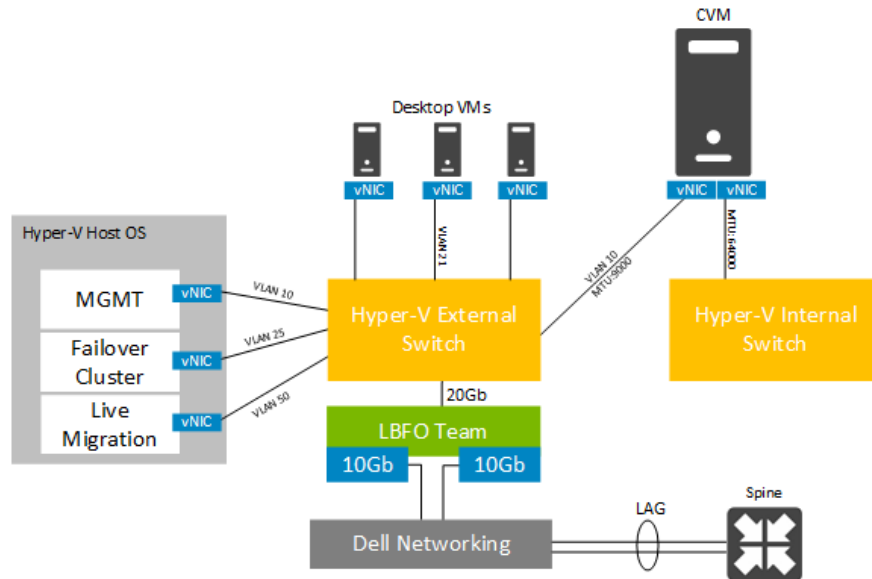 CVM
Desktop VMs
vNIC
vNIC
vNIC
vNIC
vNIC
Hyper-V Host OS
MGMT
vNIC
VLAN 10
Failover
Cluster
vNIC
VLAN 25
Live
Migration
vNIC
VLAN 50
VLAN 21
VLAN 10
MTU:9000
MTU: 64000
Hyper-V External
Switch
Hyper-V Internal
Switch
20Gb
LBFO Team
10Gb
10Gb
Dell Networking
LAG
Spine